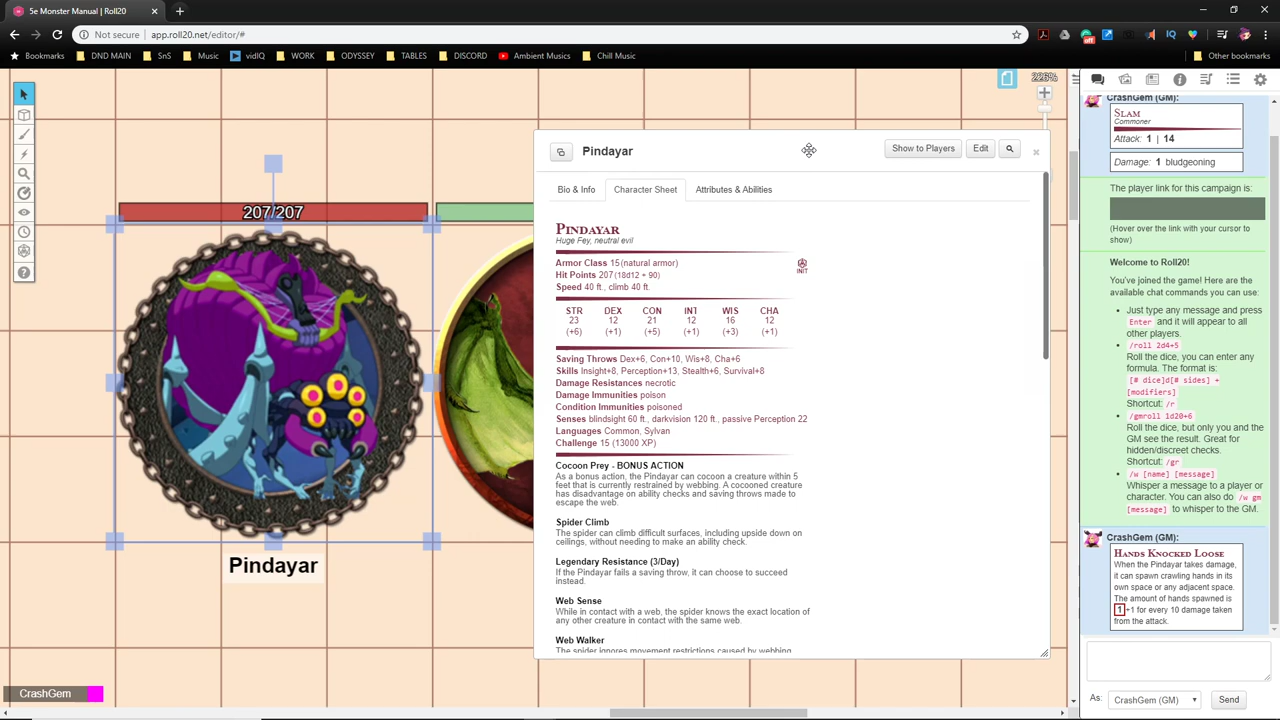 5e Monsters Manual | Roll20
Not secure | app.roll20.net/editor/#
Bookmarks DND MAIN SnS Music vidIQ WORK ODYSSEY TABLES DISCORD Ambient Musics Chill Music Other bookmarks
226%
207/207
Pindayar
CrashGem
Pindayar
Show to Players Edit
Bio & Info Character Sheet Attributes & Abilities
PINDAYAR
Huge Fey, neutral evil
Armor Class 15 (natural armor)
Hit Points 207 (18d12 + 90)
Speed 40 ft., climb 40 ft.
INIT
STR DEX CON INT WIS CHA
23 12 21 12 16 12
(+6) (+1) (+5) (+1) (+3) (+1)
Saving Throws Dex+6, Con+10, Wis+8, Cha+6
Skills Insight+8, Perception+13, Stealth+6, Survival+8
Damage Resistances necrotic
Damage Immunities poison
Condition Immunities poisoned
Senses blindsight 60 ft., darkvision 120 ft., passive Perception 22
Languages Common, Sylvan
Challenge 15 (13000 XP)
Cocoon Prey - BONUS ACTION
As a bonus action, the Pindayar can cocoon a creature within 5
feet that is currently restrained by webbing. A cocooned creature
has disadvantage on ability checks and saving throws made to
escape the web.
Spider Climb
The spider can climb difficult surfaces, including upside down on
ceilings, without needing to make an ability check.
Legendary Resistance (3/Day)
If the Pindayar fails a saving throw, it can choose to succeed
instead.
Web Sense
While in contact with a web, the spider knows the exact location of
any other creature in contact with the same web.
Web Walker
The spider ignores movement restrictions caused by webbing.
CrashGem (GM):
SLAM
Commoner
Attack: 1 | 14
Damage: 1 bludgeoning
The player link for this campaign is:
(Hover over the link with your cursor to
show)
Welcome to Roll20!
You've joined the game! Here are the
available chat commands you can use:
Just type any message and press
Enter and it will appear to all
other players.
/roll 2d4+5
Roll the dice, you can enter any
formula. The format is:
[# dice]d[# sides] +
[modifiers]
Shortcut: /r
/gmroll 1d20+6
Roll the dice, but only you and the
GM see the result. Great for
hidden/discreet checks.
Shortcut: /gr
/w [name] [message]
Whisper a message to a player or
character. You can also do /w gm
[message] to whisper to the GM.
CrashGem (GM):
HANDS KNOCKED LOOSE
When the Pindayar takes damage,
it can spawn crawling hands in its
own space or any adjacent space.
The amount of hands spawned is
1 +1 for every 10 damage taken
from the attack.
As: CrashGem (GM) Send